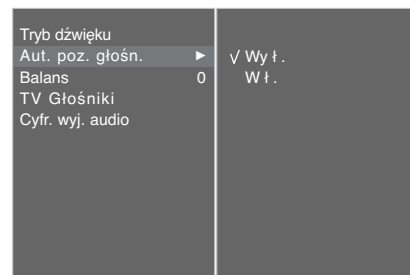 Tryb dźwięku
Aut. poz. głośn. ►
Balans 0
TV Głośniki
Cyfr. wyj. audio
√ Wył.
Wł.